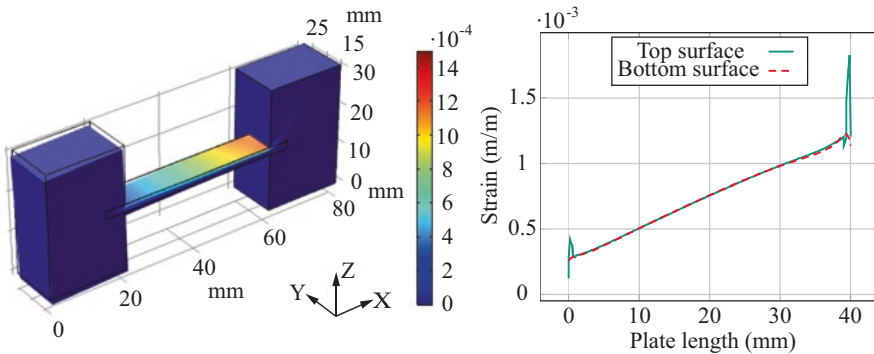 mm
25
15
30
20
10
0
mm
80
60
40
mm
20
0
Z
Y
X
·10-4
14
12
10
8
6
4
2
0
·10-3
Top surface
Bottom surface
1.5
1
0.5
0
Strain (m/m)
0 10 20 30 40
Plate length (mm)